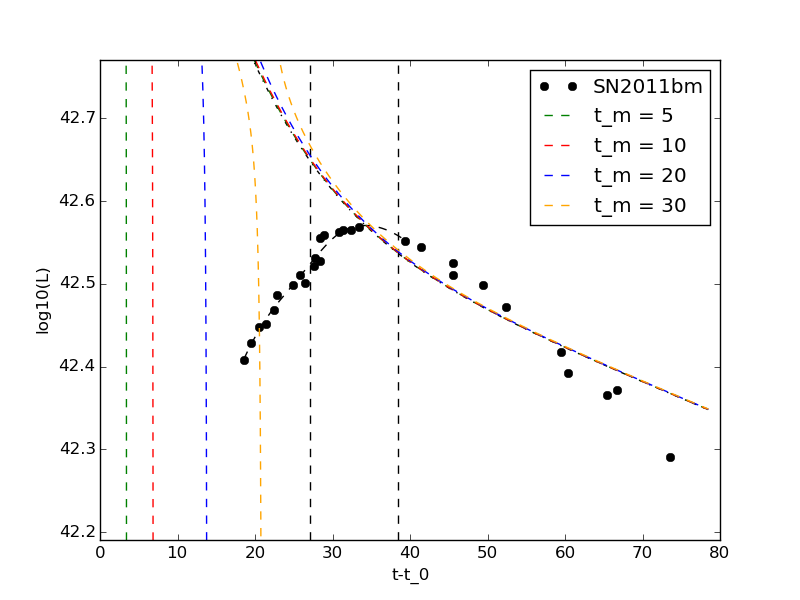 SN2011bm
t_m = 5
t_m = 10
t_m = 20
t_m = 30
log10(L)
42.7
42.6
42.5
42.4
42.3
42.2
0 10 20 30 40 50 60 70 80
t-t_0